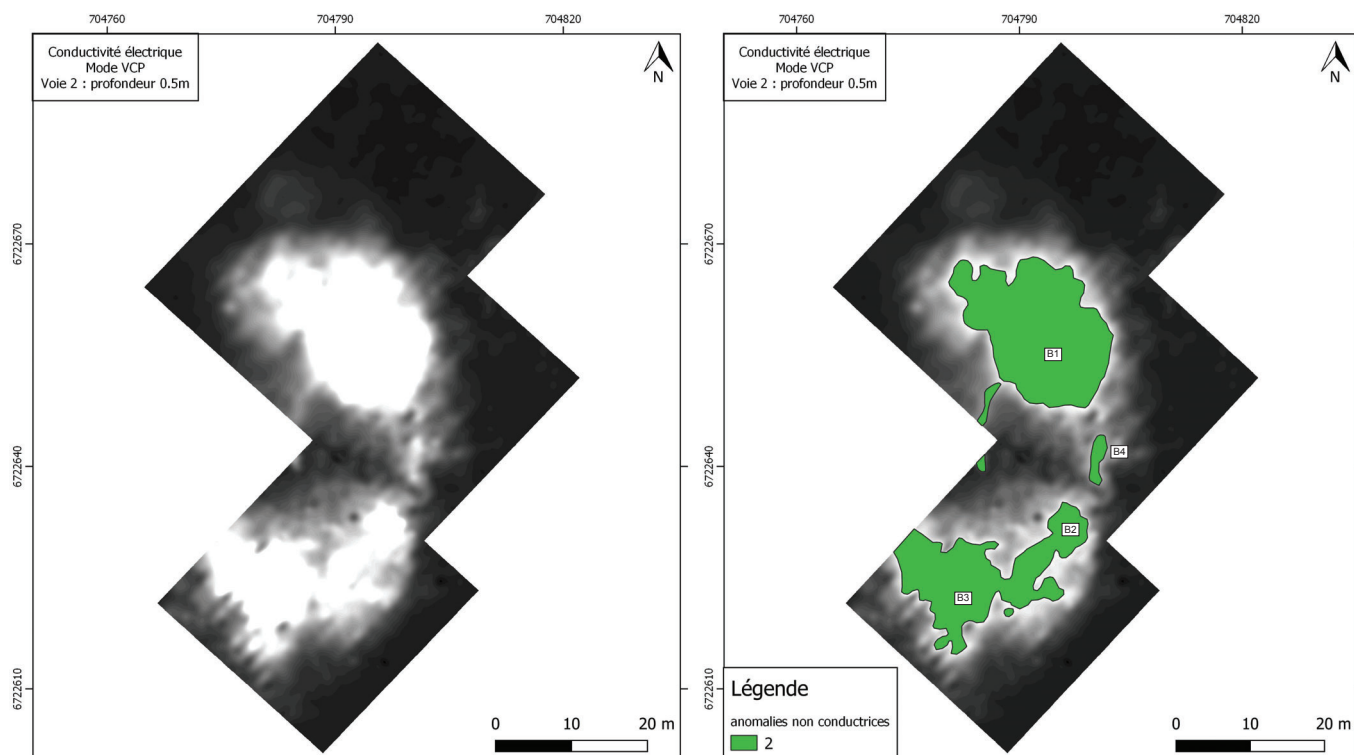 704760 704790 704820
Conductivité électrique
Mode VCP
Voie 2 : profondeur 0.5m
N
6722670
6722640
6722610
0 10 20 m
704760 704790 704820
Conductivité électrique
Mode VCP
Voie 2 : profondeur 0.5m
N
6722670
6722640
6722610
B1
B4
B2
B3
Légende
anomalies non conductrices
2
0 10 20 m